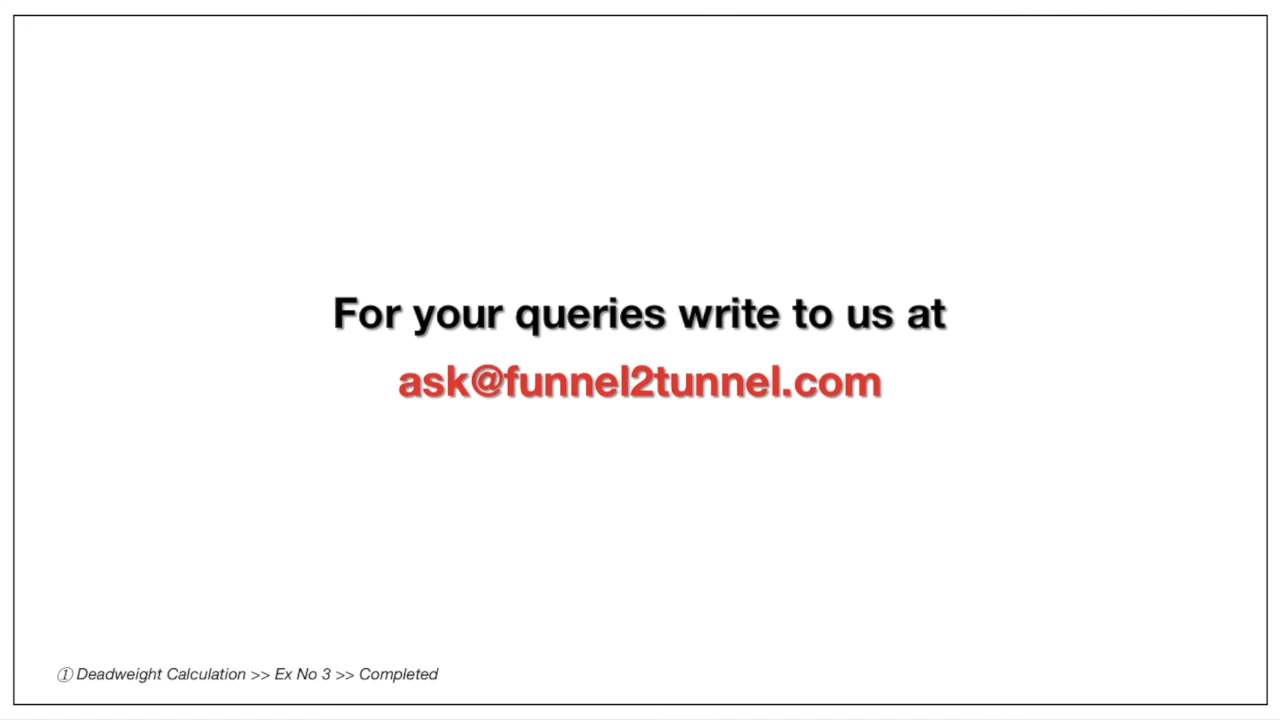 For your queries write to us at
ask@funnel2tunnel.com
① Deadweight Calculation >> Ex No 3 >> Completed